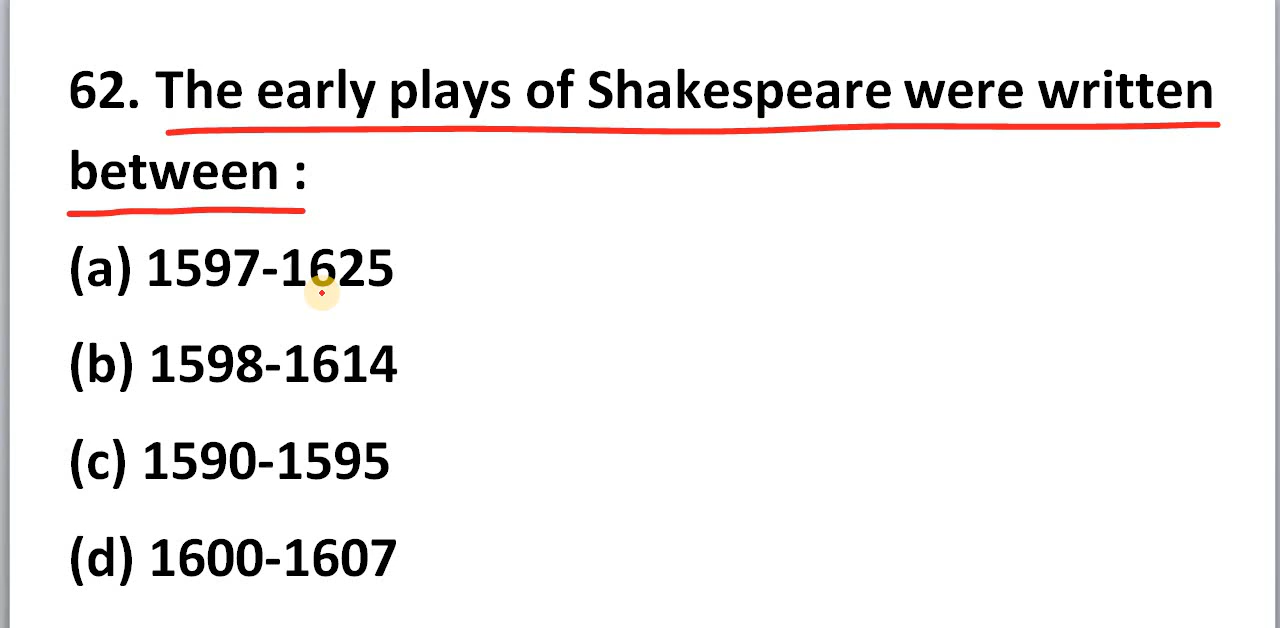 62. The early plays of Shakespeare were written
between :
(a) 1597-1625
(b) 1598-1614
(c) 1590-1595
(d) 1600-1607